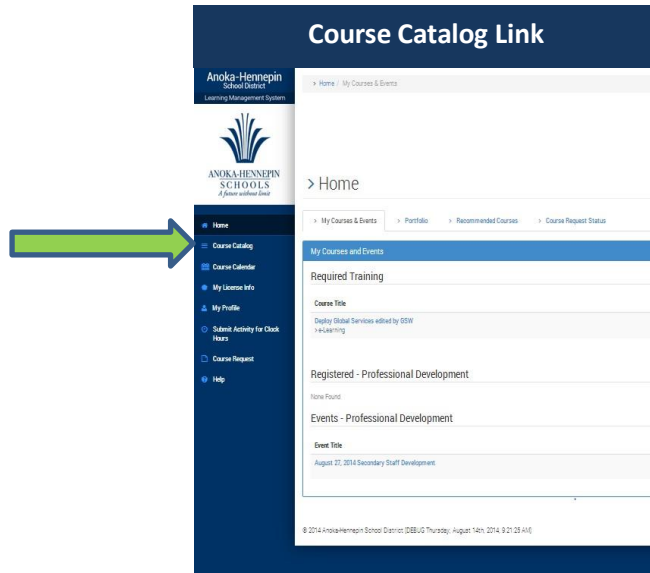 Course Catalog Link
Anoka-Hennepin
School District
Learning Management System
ANOKA-HENNEPIN
SCHOOLS
A future without limit
Home
Course Catalog
Course Calendar
My License Info
My Profile
Submit Activity for Clock
Hours
Course Request
Help
> Home / My Courses & Events
> Home
> My Courses & Events > Portfolio > Recommended Courses > Course Request Status
My Courses and Events
Required Training
Course Title
Deploy Global Services edited by GSW
> e-Learning
Registered - Professional Development
None Found
Events - Professional Development
Event Title
August 27, 2014 Secondary Staff Development
© 2014 Anoka-Hennepin School District (DEBUG Thursday, August 14th, 2014, 9:21:25 AM)